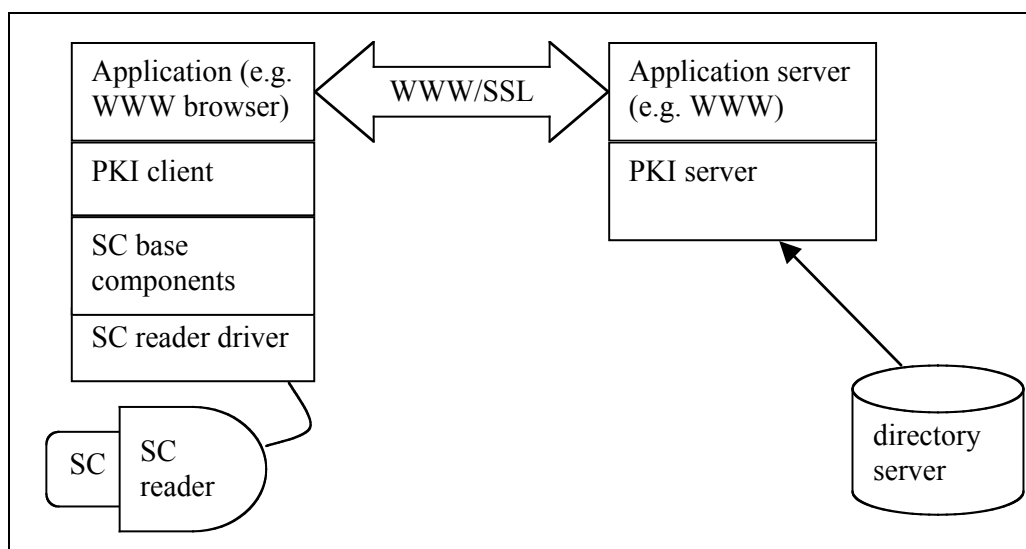 Application (e.g.
WWW browser)
WWW/SSL
Application server
(e.g. WWW)
PKI client
PKI server
SC base
components
SC reader driver
SC
SC
reader
directory
server